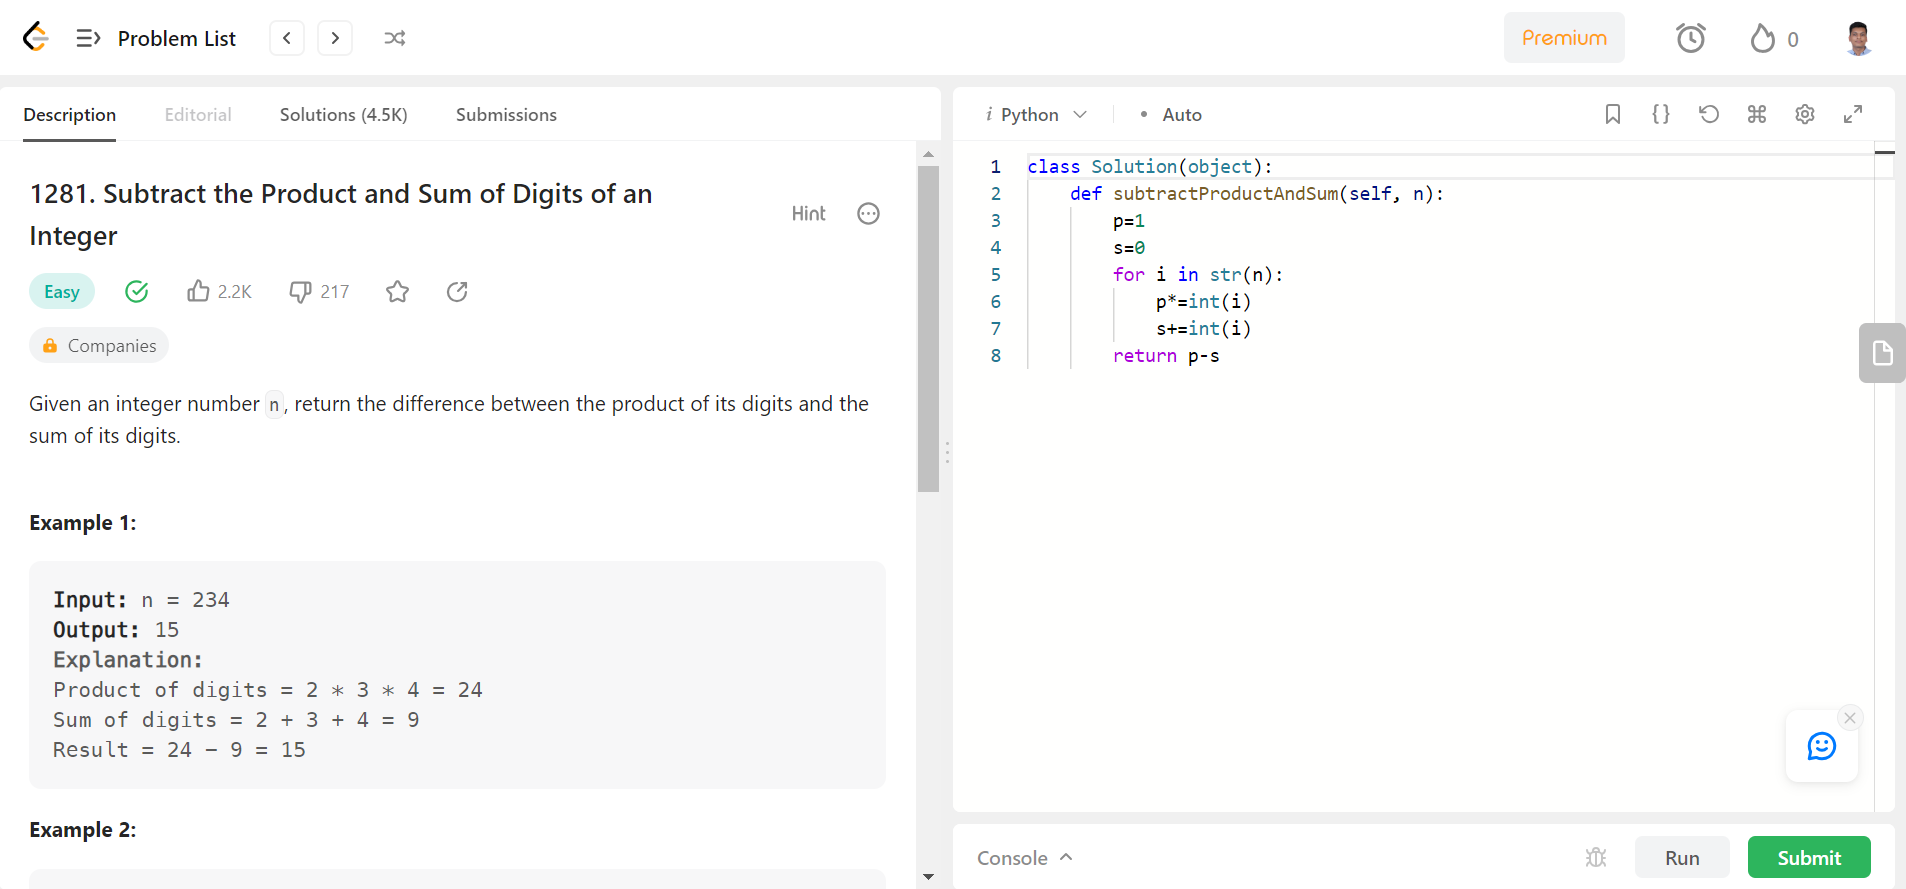 Problem List
Premium
0
Description Editorial Solutions (4.5K) Submissions
1281. Subtract the Product and Sum of Digits of an
Integer
Hint
Easy 2.2K 217
Companies
Given an integer number n, return the difference between the product of its digits and the
sum of its digits.
Example 1:
Input: n = 234
Output: 15
Explanation:
Product of digits = 2 * 3 * 4 = 24
Sum of digits = 2 + 3 + 4 = 9
Result = 24 − 9 = 15
Example 2:
i Python • Auto
{}
1 class Solution(object):
2     def subtractProductAndSum(self, n):
3         p=1
4         s=0
5         for i in str(n):
6             p*=int(i)
7             s+=int(i)
8         return p-s
Console
Run
Submit